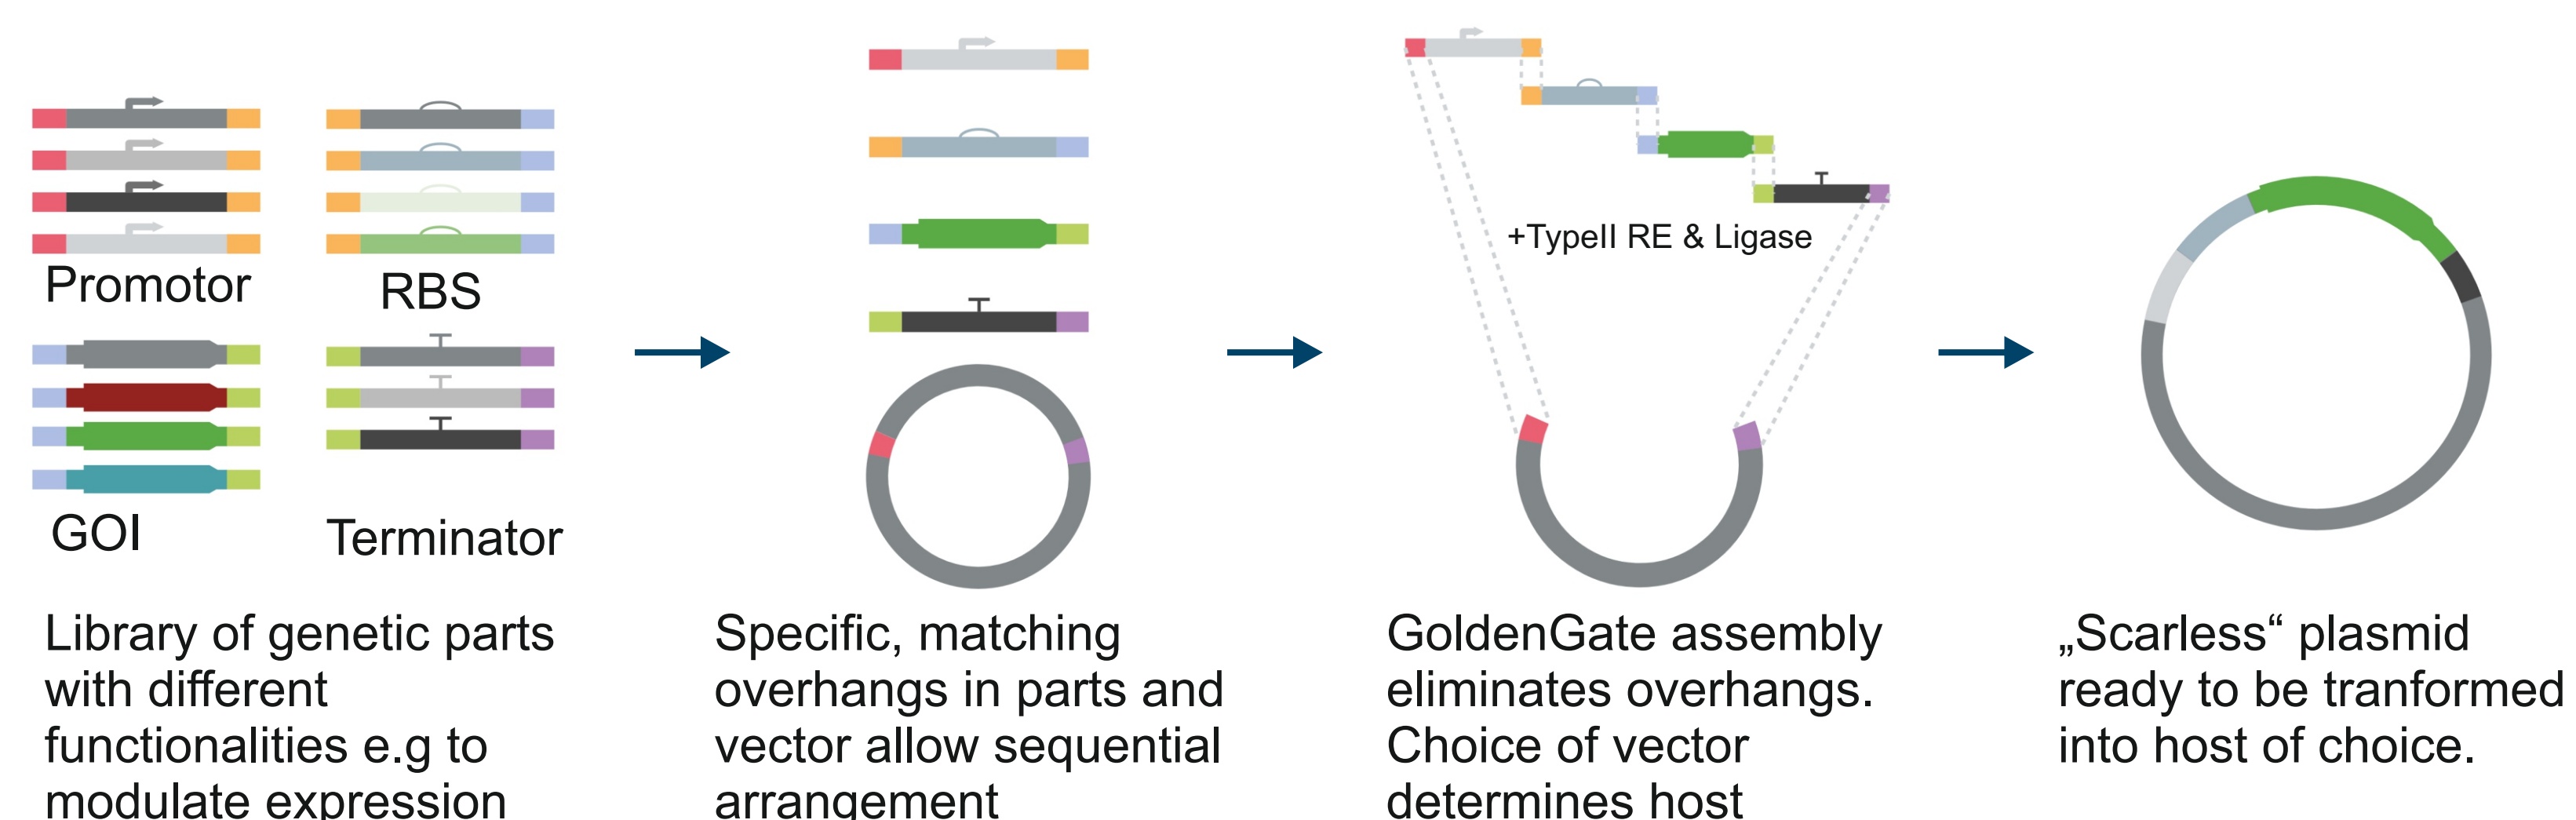 Promotor
RBS
GOI
Terminator
Library of genetic parts
with different
functionalities e.g to
modulate expression
Specific, matching
overhangs in parts and
vector allow sequential
arrangement
+TypeII RE & Ligase
GoldenGate assembly
eliminates overhangs.
Choice of vector
determines host
„Scarless“ plasmid
ready to be tranformed
into host of choice.